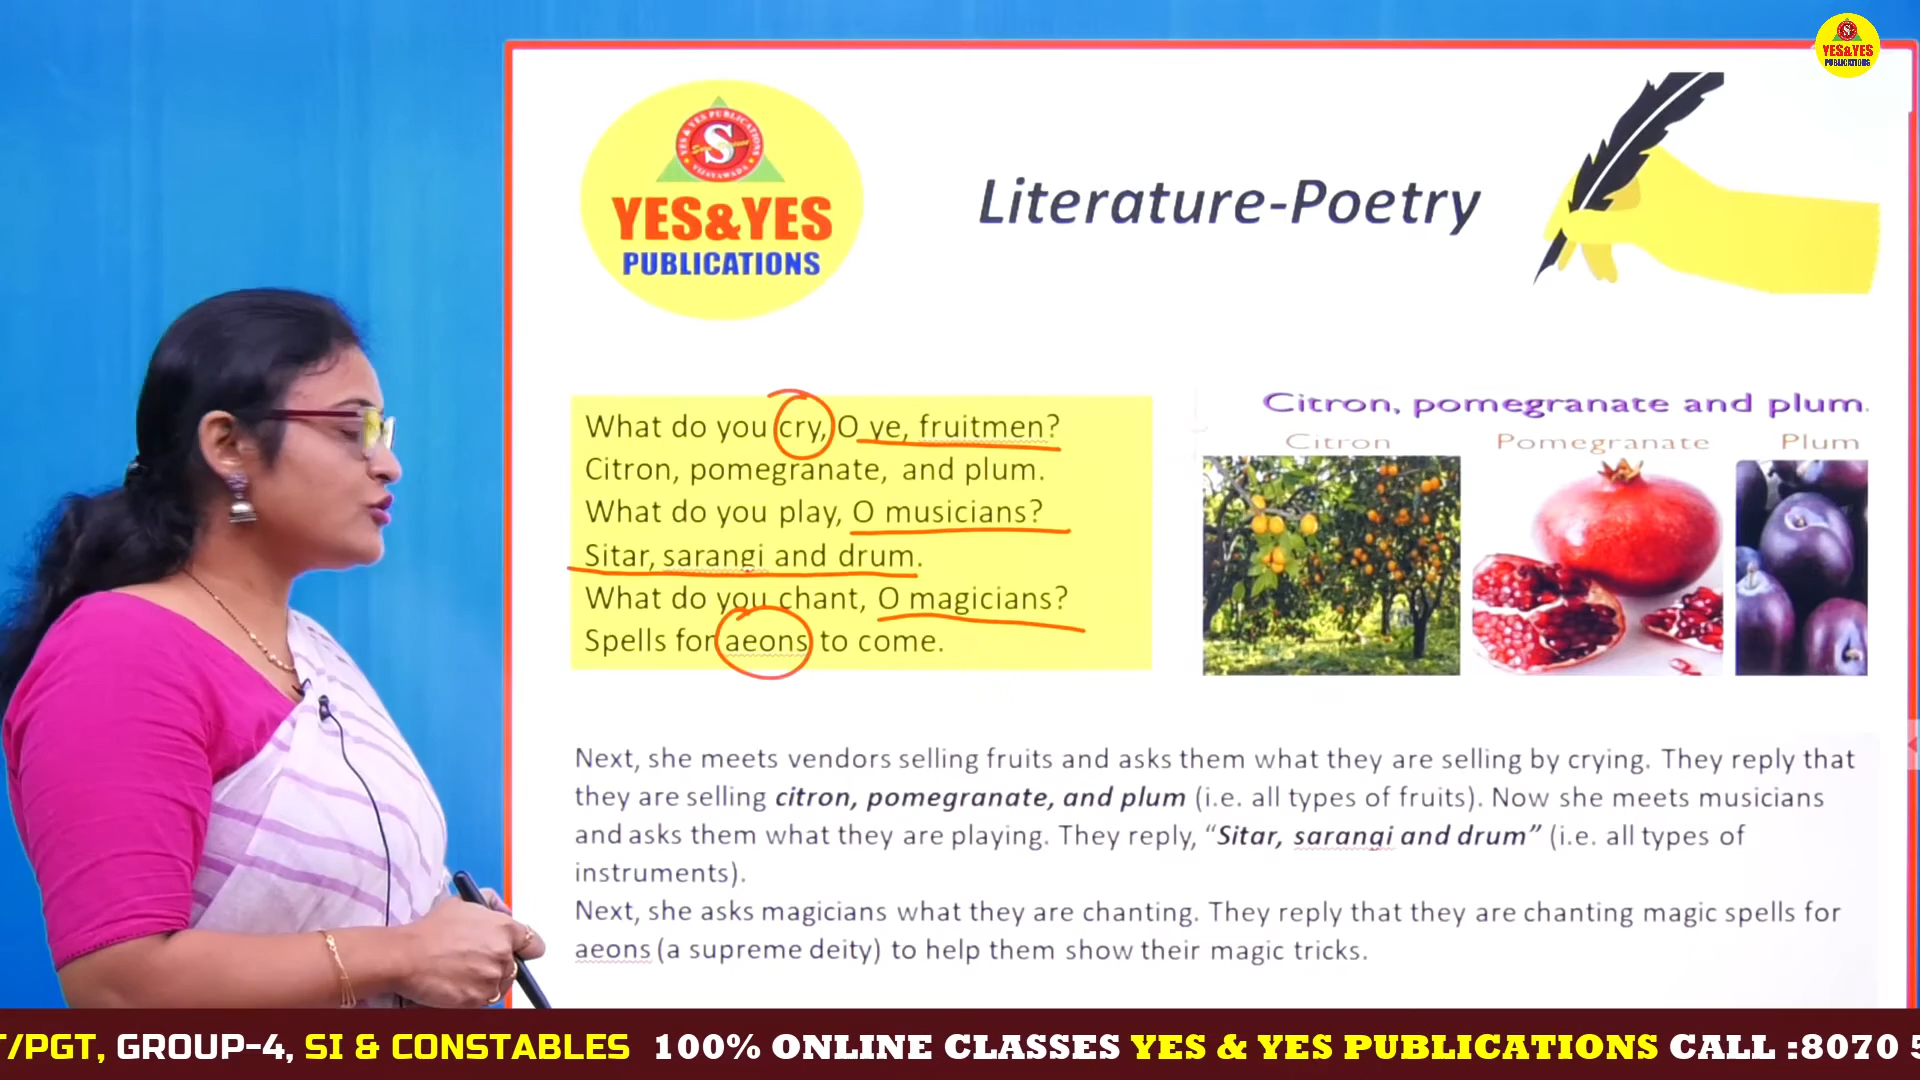 YES&YES
PUBLICATIONS
YES & YES PUBLICATIONS
S
VIJAYAWADA
YES&YES
PUBLICATIONS
Literature-Poetry
What do you cry, O ye, fruitmen?
Citron, pomegranate, and plum.
What do you play, O musicians?
Sitar, sarangi and drum.
What do you chant, O magicians?
Spells for aeons to come.
Citron, pomegranate and plum.
Citron Pomegranate Plum
Next, she meets vendors selling fruits and asks them what they are selling by crying. They reply that
they are selling citron, pomegranate, and plum (i.e. all types of fruits). Now she meets musicians
and asks them what they are playing. They reply, “Sitar, sarangi and drum” (i.e. all types of
instruments).
Next, she asks magicians what they are chanting. They reply that they are chanting magic spells for
aeons (a supreme deity) to help them show their magic tricks.
T/PGT, GROUP-4, SI & CONSTABLES 100% ONLINE CLASSES YES & YES PUBLICATIONS CALL :8070 5